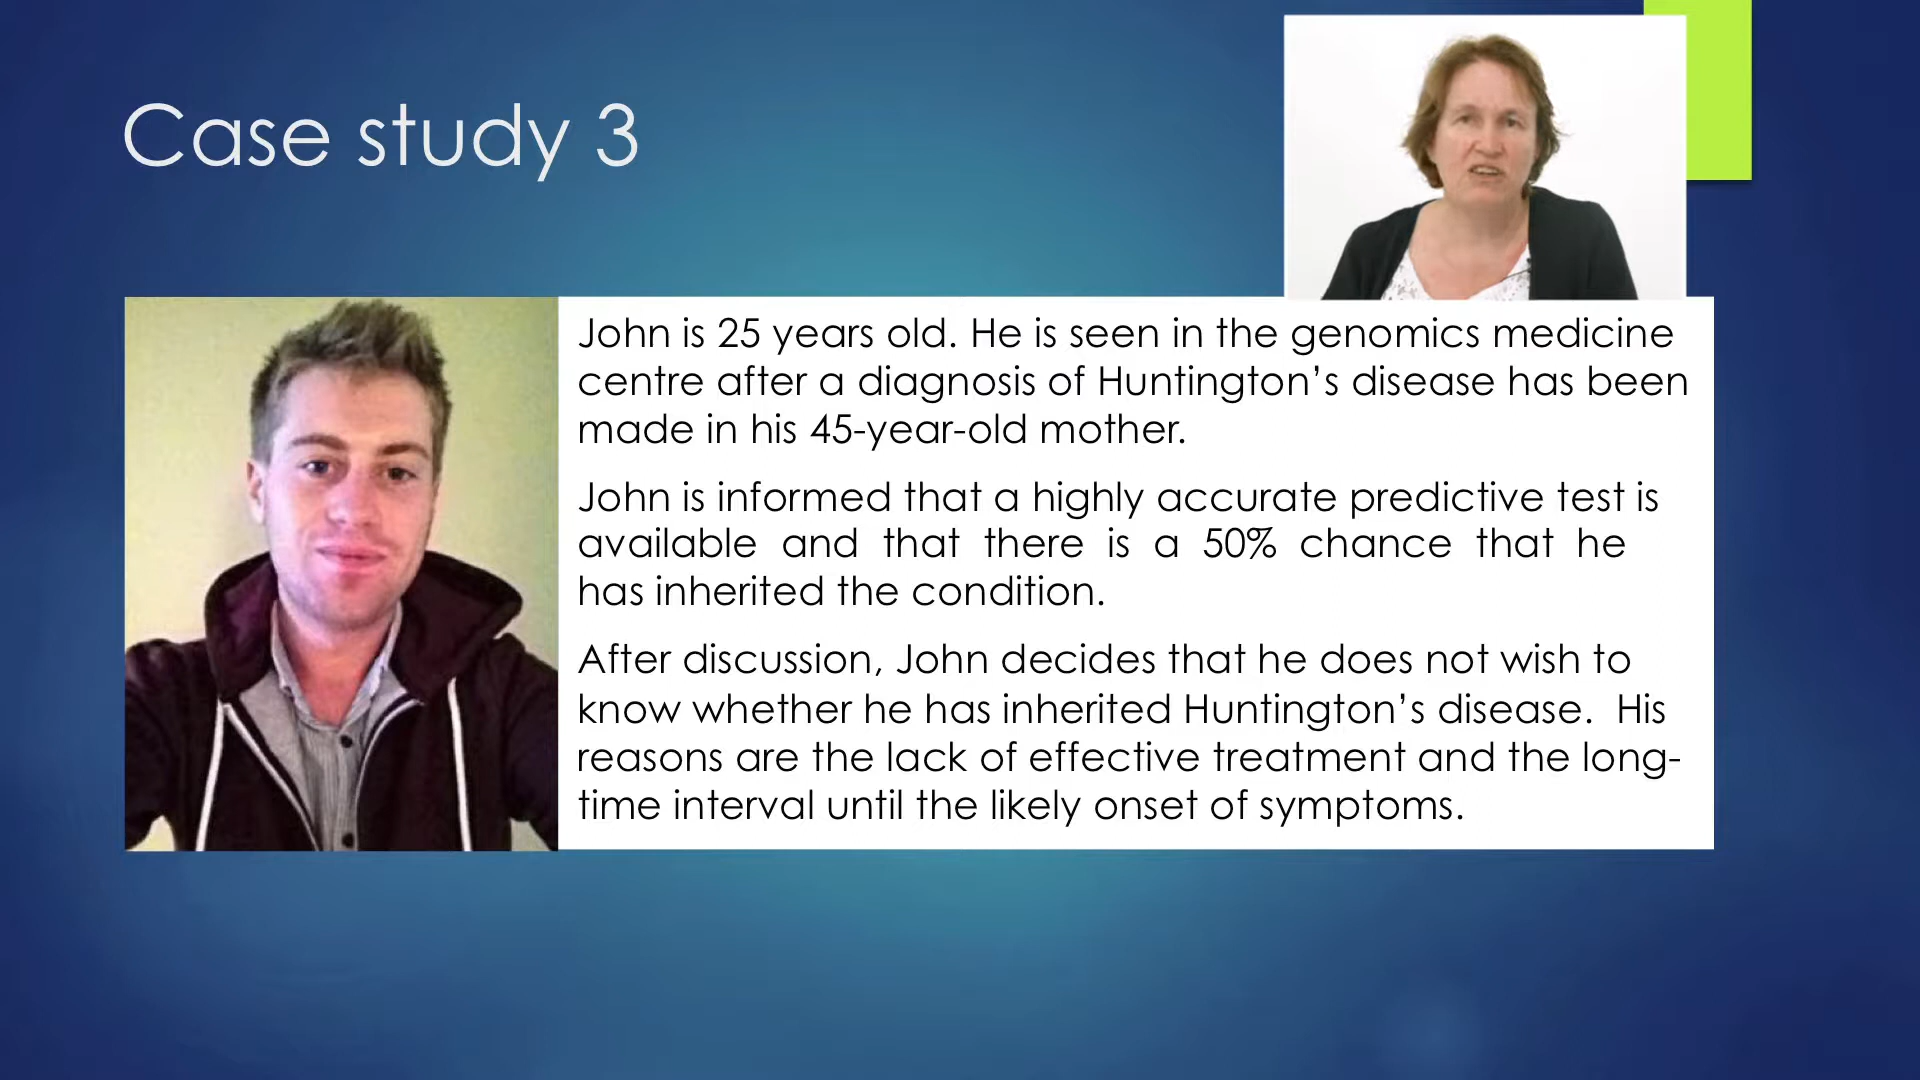 Case study 3
John is 25 years old. He is seen in the genomics medicine
centre after a diagnosis of Huntington’s disease has been
made in his 45-year-old mother.
John is informed that a highly accurate predictive test is
available and that there is a 50% chance that he
has inherited the condition.
After discussion, John decides that he does not wish to
know whether he has inherited Huntington’s disease. His
reasons are the lack of effective treatment and the long-
time interval until the likely onset of symptoms.